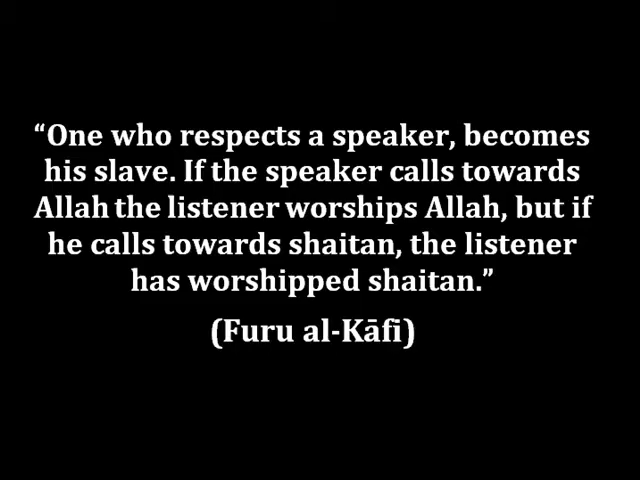 “One who respects a speaker, becomes
his slave. If the speaker calls towards
Allah the listener worships Allah, but if
he calls towards shaitan, the listener
has worshipped shaitan.”
(Furu al-Kāfi)